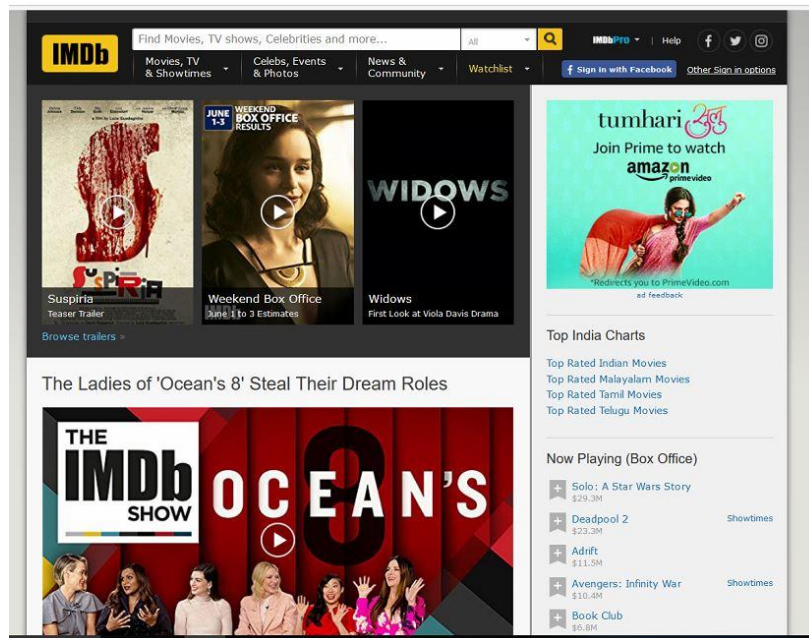 IMDb
Find Movies, TV shows, Celebrities and more...
All
IMDbPro
|
Help
Movies, TV
& Showtimes
Celebs, Events
& Photos
News &
Community
Watchlist
Sign in with Facebook
Other Sign in options
a film by Luca Guadagnino
SUSPIRIA
Suspiria
Teaser Trailer
JUNE
1-3
WEEKEND
BOX OFFICE
RESULTS
Weekend Box Office
June 1 to 3 Estimates
WIDOWS
Widows
First Look at Viola Davis Drama
Browse trailers »
The Ladies of 'Ocean's 8' Steal Their Dream Roles
THE
IMDb
SHOW
OCEAN'S
8
tumhari सुलु
Join Prime to watch
amazon
primevideo
*Redirects you to PrimeVideo.com
ad feedback
Top India Charts
Top Rated Indian Movies
Top Rated Malayalam Movies
Top Rated Tamil Movies
Top Rated Telugu Movies
Now Playing (Box Office)
Solo: A Star Wars Story
$29.3M
Deadpool 2
Showtimes
$23.3M
Adrift
$11.5M
Avengers: Infinity War
Showtimes
$10.4M
Book Club
$6.8M